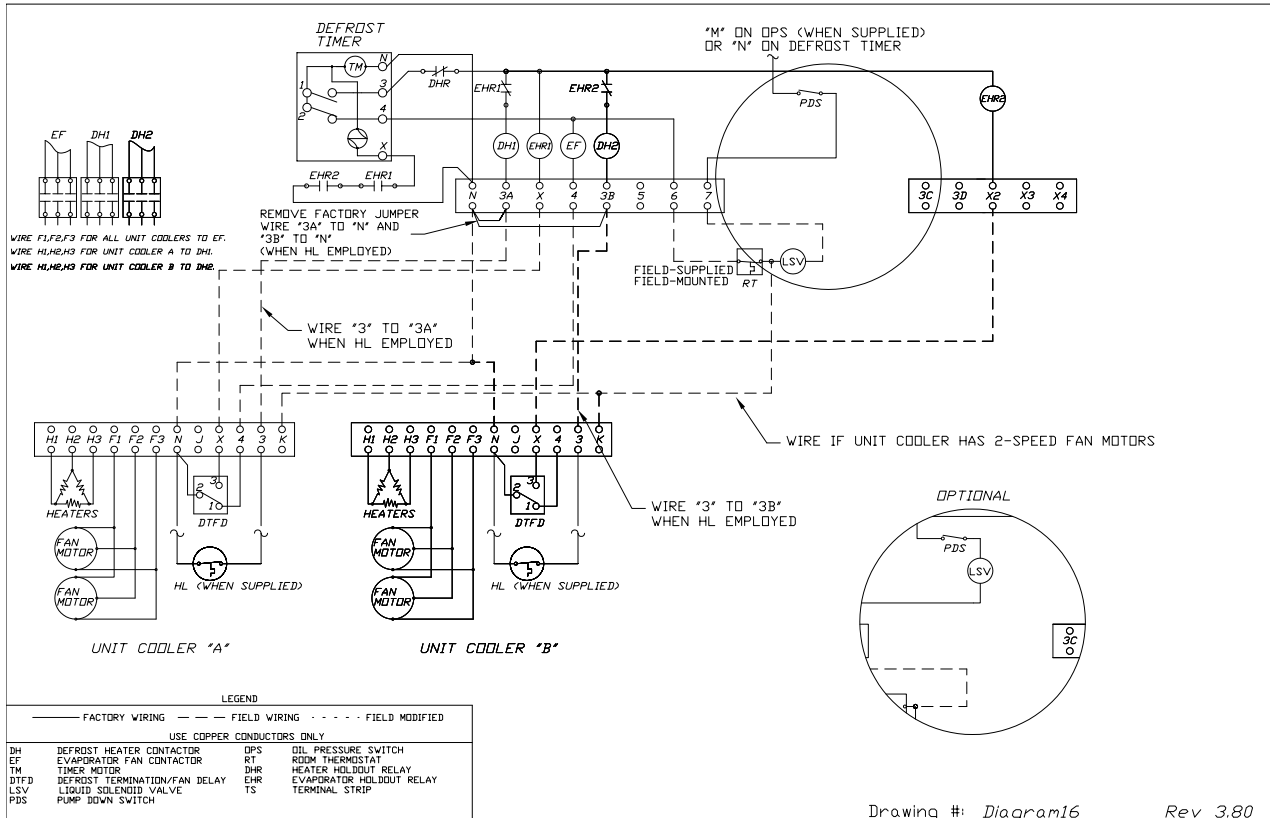 DEFROST
TIMER
"M" ON OPS (WHEN SUPPLIED)
OR "N" ON DEFROST TIMER
TM
N
3
4
X
1
2
DHR
EHR1
EHR2
PDS
EHR2
EF DH1 DH2
DH1 EHR1 EF DH2
EHR2 EHR1
N 3A X 4 3B 5 6 7
3C 3D X2 X3 X4
WIRE F1,F2,F3 FOR ALL UNIT COOLERS TO EF.
WIRE H1,H2,H3 FOR UNIT COOLER A TO DH1.
WIRE H1,H2,H3 FOR UNIT COOLER B TO DH2.
REMOVE FACTORY JUMPER
WIRE "3A" TO "N" AND
"3B" TO "N"
(WHEN HL EMPLOYED)
FIELD-SUPPLIED
FIELD-MOUNTED
RT
LSV
WIRE "3" TO "3A"
WHEN HL EMPLOYED
H1 H2 H3 F1 F2 F3 N J X 4 3 K
H1 H2 H3 F1 F2 F3 N J X 4 3 K
WIRE IF UNIT COOLER HAS 2-SPEED FAN MOTORS
HEATERS
3
2
1
DTFD
FAN
MOTOR
FAN
MOTOR
HL (WHEN SUPPLIED)
UNIT COOLER "A"
HEATERS
3
2
1
DTFD
FAN
MOTOR
FAN
MOTOR
HL (WHEN SUPPLIED)
UNIT COOLER "B"
WIRE "3" TO "3B"
WHEN HL EMPLOYED
OPTIONAL
PDS
LSV
3C
LEGEND
FACTORY WIRING FIELD WIRING FIELD MODIFIED
USE COPPER CONDUCTORS ONLY
DH DEFROST HEATER CONTACTOR OPS OIL PRESSURE SWITCH
EF EVAPORATOR FAN CONTACTOR RT ROOM THERMOSTAT
TM TIMER MOTOR DHR HEATER HOLDOUT RELAY
DTFD DEFROST TERMINATION/FAN DELAY EHR EVAPORATOR HOLDOUT RELAY
LSV LIQUID SOLENOID VALVE TS TERMINAL STRIP
PDS PUMP DOWN SWITCH
Drawing #: Diagram16 Rev 3.80